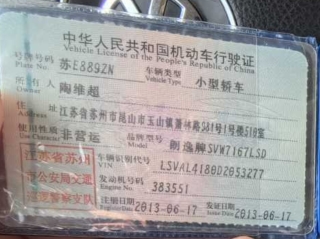 中华人民共和国机动车行驶证
Vehicle License of the People's Republic of China
号牌号码 苏E889ZN 车辆类型 小型轿车
Plate No. Vehicle Type
所有人 陶维超
Owner
住址 江苏省苏州市昆山市玉山镇萧林路581号1号楼510室
Address
使用性质 非营运 品牌型号 朗逸牌SVW7167LSD
Use Character Model
江苏省苏州 车辆识别代号 LSVAL4180D2053277
VIN
市公安局交通 发动机号码 383551
Engine No.
巡逻警察支队 注册日期 2013-06-17 发证日期 2013-06-17
Register Date Issue Date